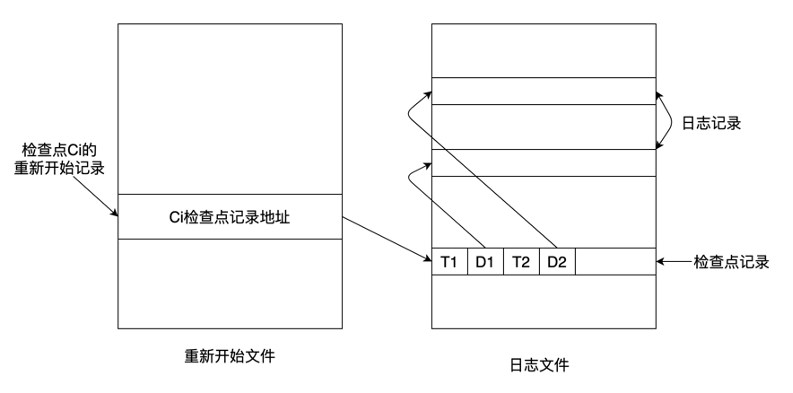 检查点Ci的
重新开始记录
Ci检查点记录地址
重新开始文件
日志记录
T1 D1 T2 D2
检查点记录
日志文件